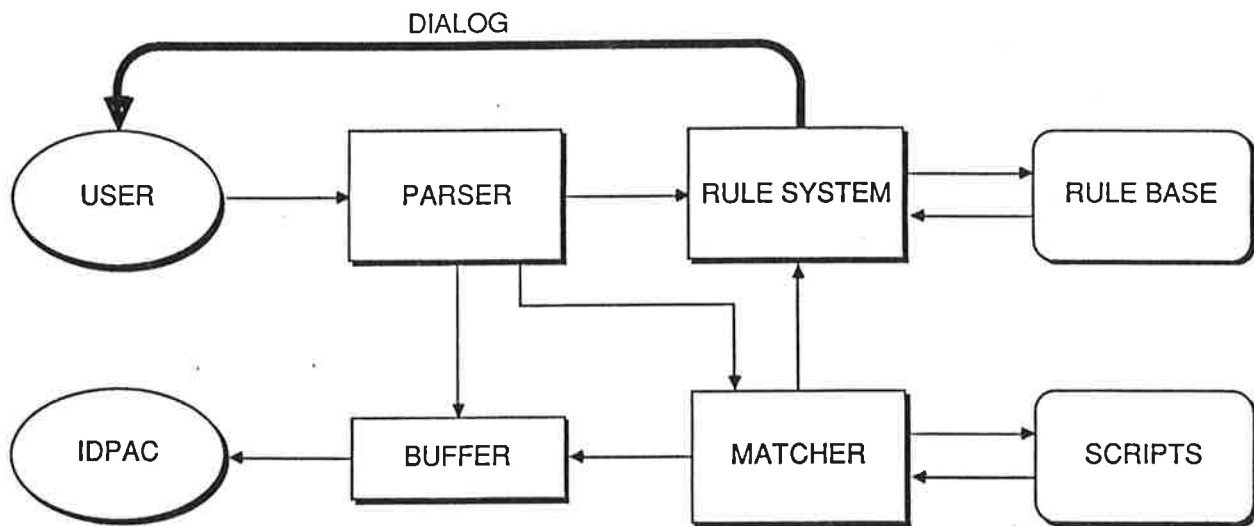 DIALOG
USER
PARSER
RULE SYSTEM
RULE BASE
IDPAC
BUFFER
MATCHER
SCRIPTS